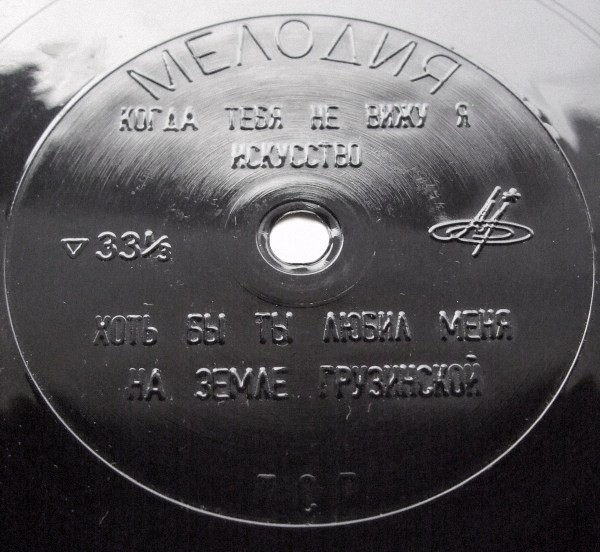 МЕЛОДИЯ
КОГДА ТЕБЯ НЕ ВИЖУ Я
ИСКУССТВО
▽ 33⅓
ХОТЬ БЫ ТЫ ЛЮБИЛ МЕНЯ
НА ЗЕМЛЕ ГРУЗИНСКОЙ